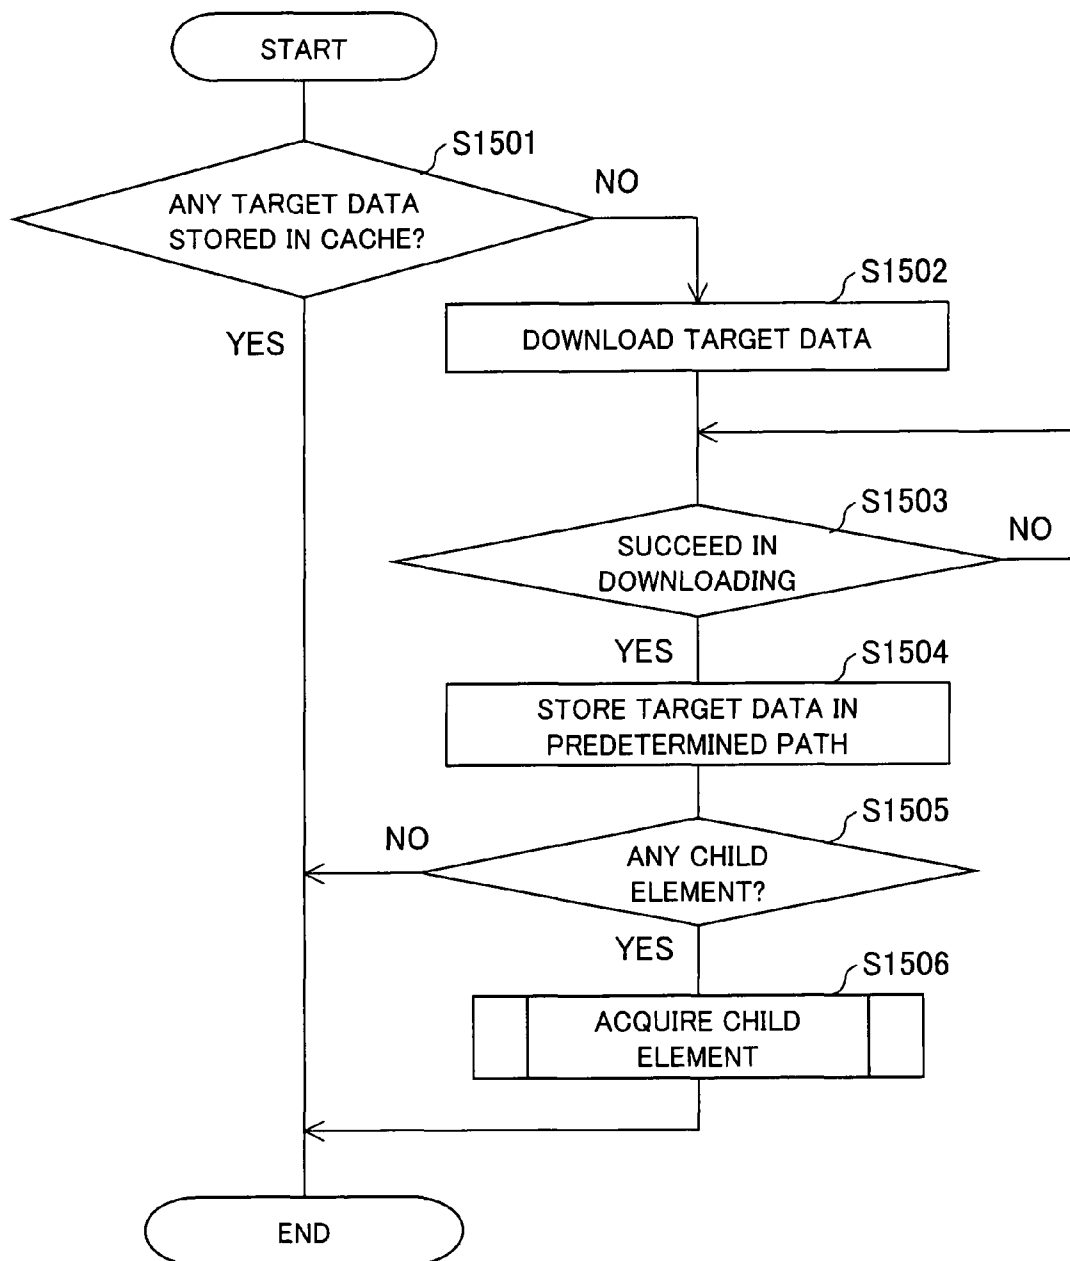 START
S1501
ANY TARGET DATA
STORED IN CACHE?
NO
YES
S1502
DOWNLOAD TARGET DATA
S1503
SUCCEED IN
DOWNLOADING
NO
YES
S1504
STORE TARGET DATA IN
PREDETERMINED PATH
S1505
NO
ANY CHILD
ELEMENT?
YES
S1506
ACQUIRE CHILD
ELEMENT
END